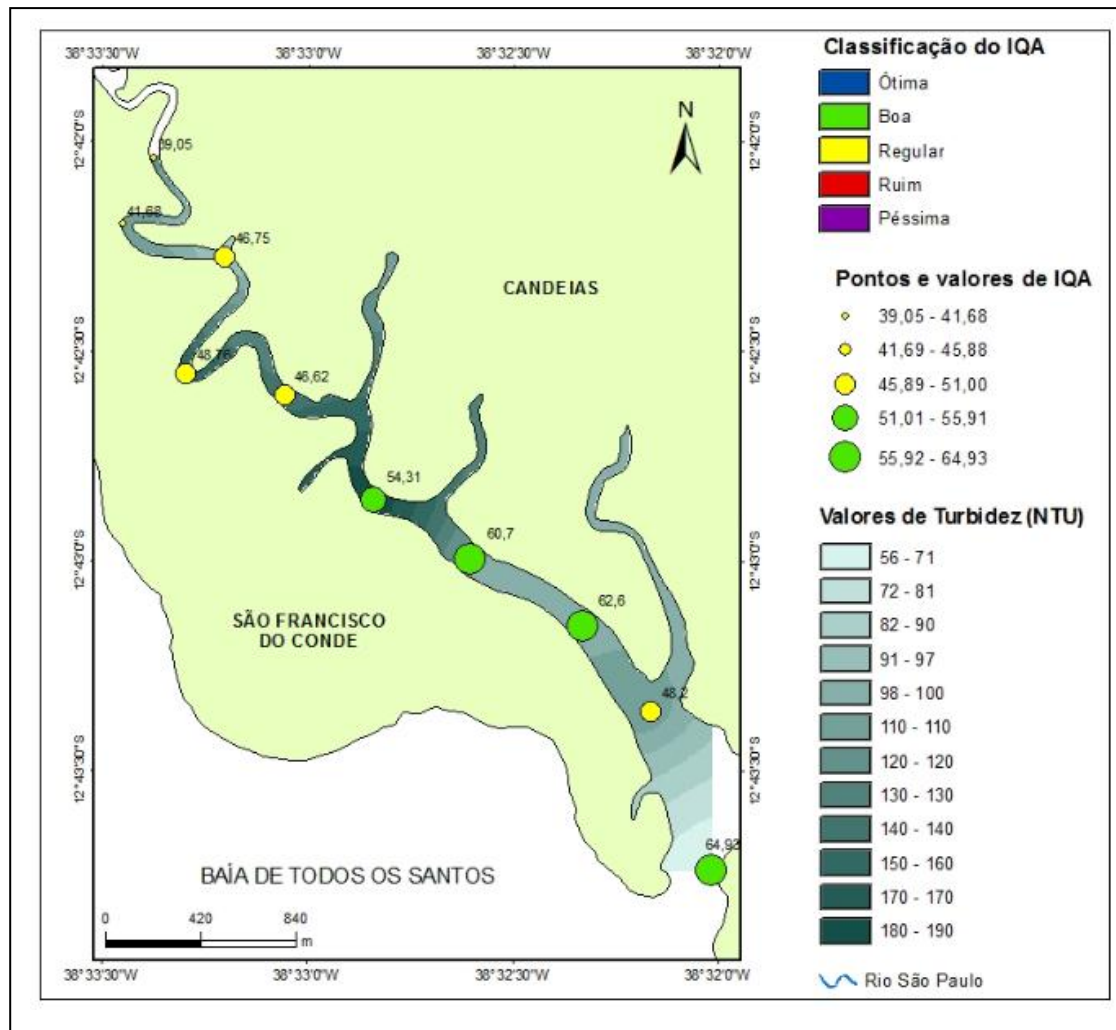 38°33'30"W 38°33'0"W 38°32'30"W 38°32'0"W
12°42'0"S
12°42'30"S
12°43'0"S
12°43'30"S
12°42'0"S
12°42'30"S
12°43'0"S
12°43'30"S
N
39,05
41,68
46,75
48,76
46,62
54,31
60,7
62,6
48,2
64,93
CANDEIAS
SÃO FRANCISCO
DO CONDE
BAÍA DE TODOS OS SANTOS
0 420 840
m
38°33'30"W 38°33'0"W 38°32'30"W 38°32'0"W
Classificação do IQA
Ótima
Boa
Regular
Ruim
Péssima
Pontos e valores de IQA
39,05 - 41,68
41,69 - 45,88
45,89 - 51,00
51,01 - 55,91
55,92 - 64,93
Valores de Turbidez (NTU)
56 - 71
72 - 81
82 - 90
91 - 97
98 - 100
110 - 110
120 - 120
130 - 130
140 - 140
150 - 160
170 - 170
180 - 190
Rio São Paulo